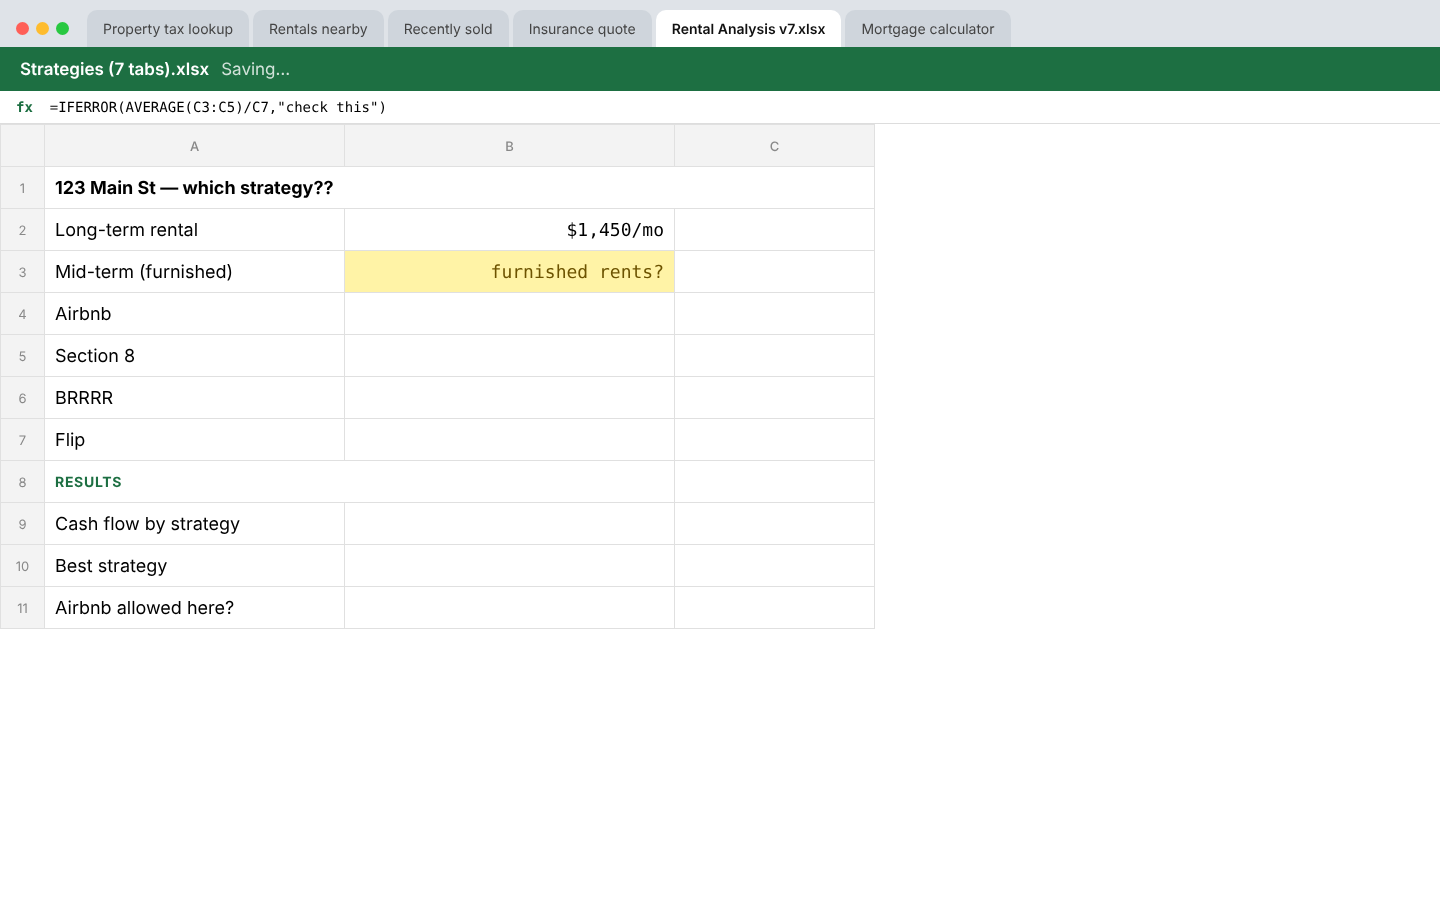 Property tax lookup
Rentals nearby
Recently sold
Insurance quote
Rental Analysis v7.xlsx
Mortgage calculator
Strategies (7 tabs).xlsx Saving...
fx =IFERROR(AVERAGE(C3:C5)/C7,"check this")
A B C
1 123 Main St — which strategy??
2 Long-term rental $1,450/mo
3 Mid-term (furnished) furnished rents?
4 Airbnb
5 Section 8
6 BRRRR
7 Flip
8 RESULTS
9 Cash flow by strategy
10 Best strategy
11 Airbnb allowed here?